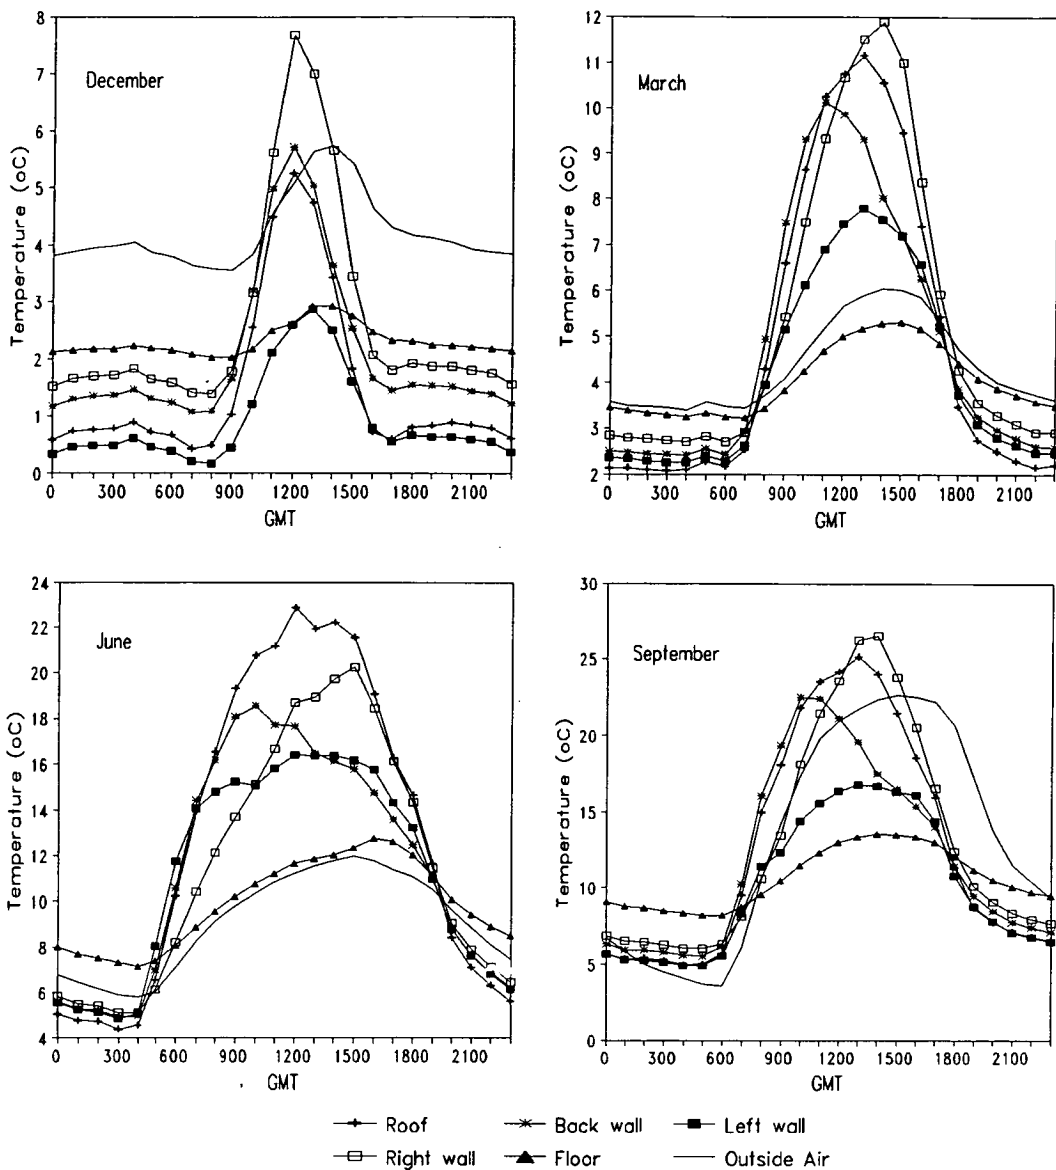 8
7
6
5
4
3
2
1
0
Temperature (oC)
December
0 300 600 900 1200 1500 1800 2100
GMT
12
11
10
9
8
7
6
5
4
3
2
Temperature (oC)
March
0 300 600 900 1200 1500 1800 2100
GMT
24
22
20
18
16
14
12
10
8
6
4
Temperature (oC)
June
0 300 600 900 1200 1500 1800 2100
GMT
30
25
20
15
10
5
0
Temperature (oC)
September
0 300 600 900 1200 1500 1800 2100
GMT
Roof Back wall Left wall
Right wall Floor Outside Air